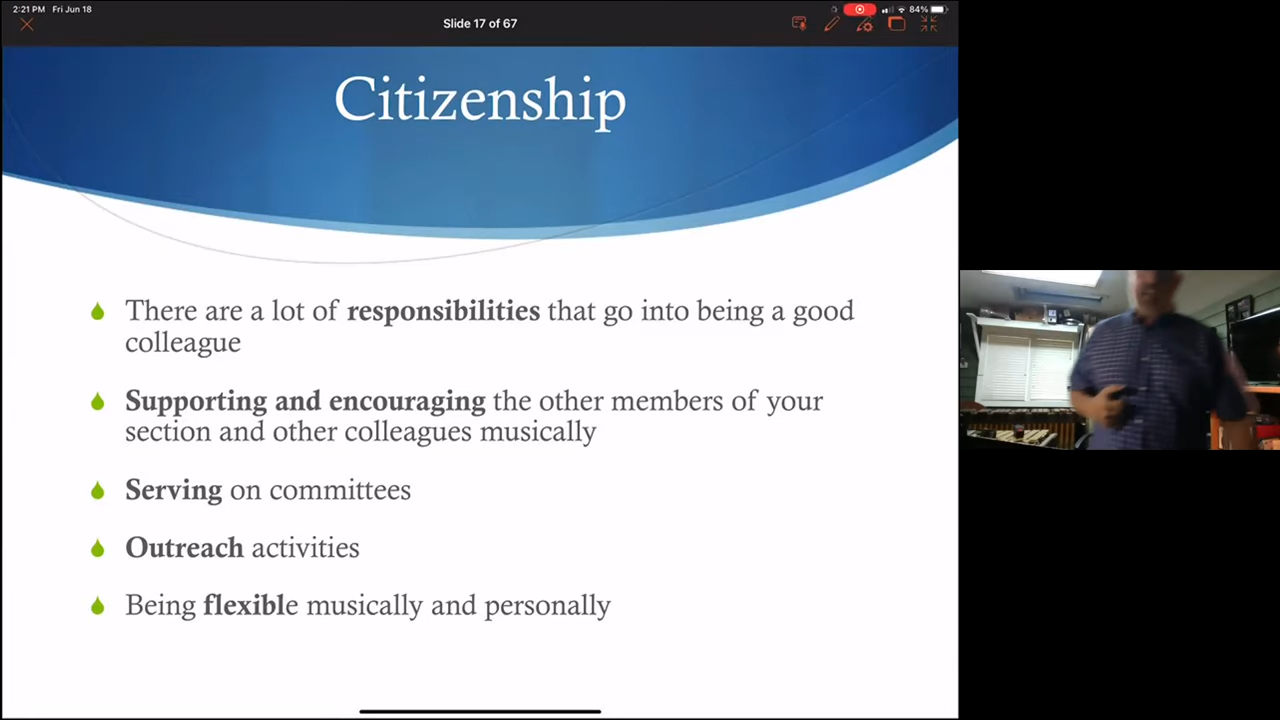 2:21 PM Fri Jun 18
84%
Slide 17 of 67
Citizenship
There are a lot of responsibilities that go into being a good
colleague
Supporting and encouraging the other members of your
section and other colleagues musically
Serving on committees
Outreach activities
Being flexible musically and personally